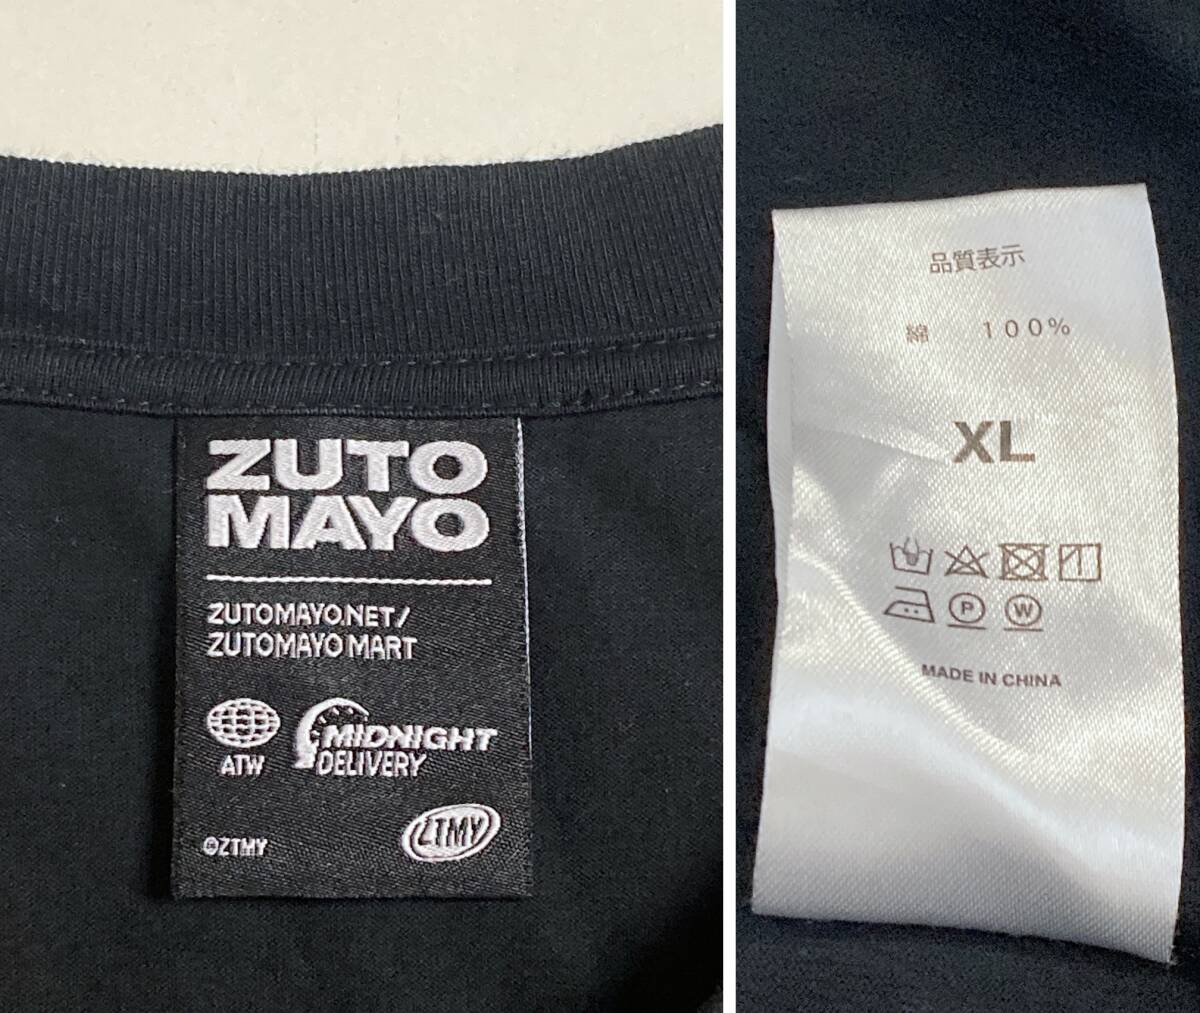 ZUTO
MAYO
ZUTOMAYO.NET/
ZUTOMAYO MART
ATW
MIDNIGHT
DELIVERY
©ZTMY
ZTMY
品質表示
綿 100%
XL
P W
MADE IN CHINA